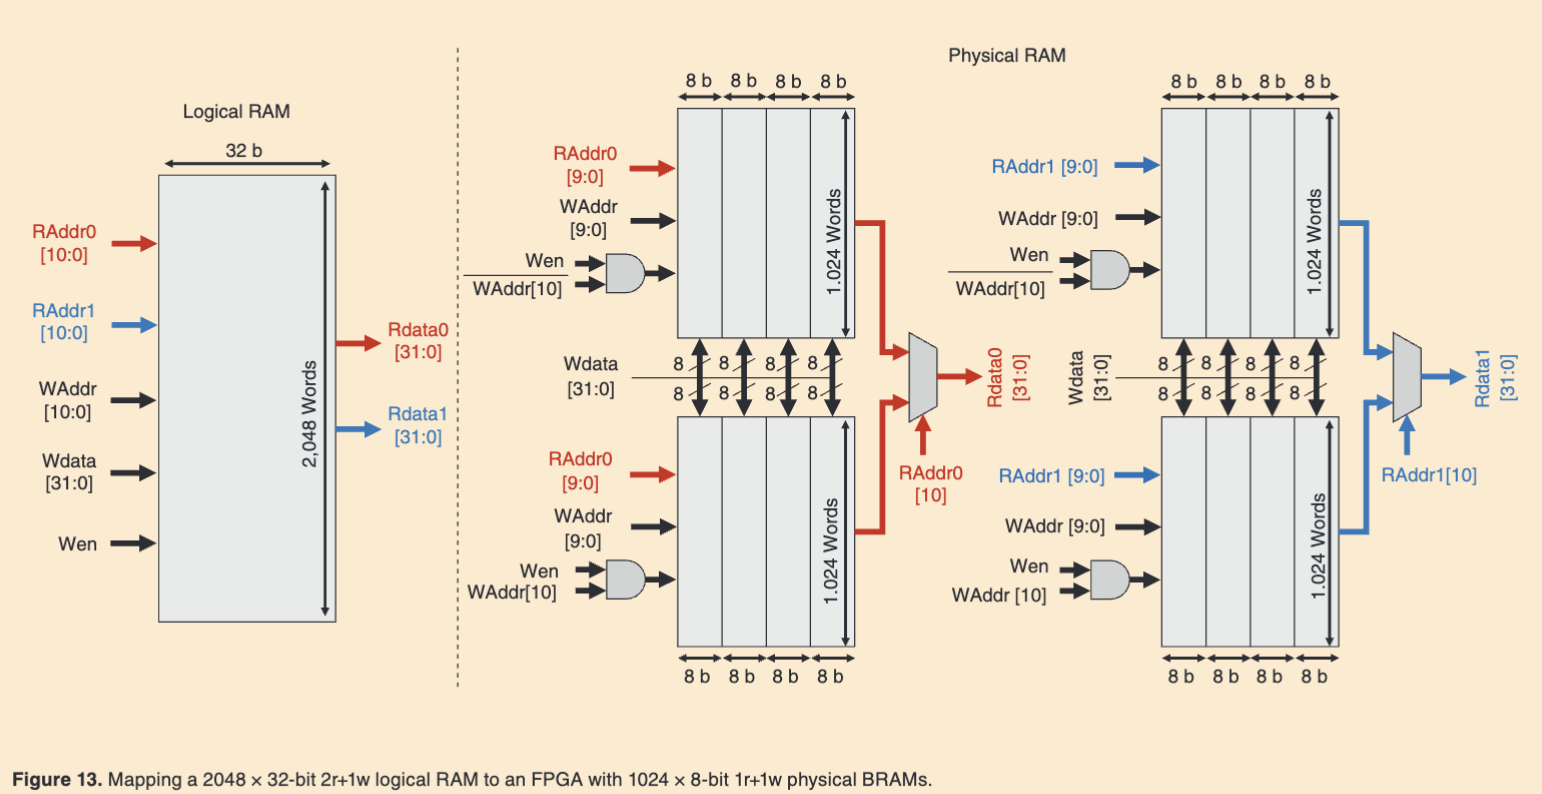 Physical RAM
Logical RAM
32 b
RAddr0
[10:0]
RAddr1
[10:0]
WAddr
[10:0]
Wdata
[31:0]
Wen
2,048 Words
Rdata0
[31:0]
Rdata1
[31:0]
8 b 8 b 8 b 8 b
RAddr0
[9:0]
WAddr
[9:0]
Wen
WAddr[10]
1.024 Words
Wdata
[31:0]
8 8 8 8
8 8 8 8
RAddr0
[9:0]
WAddr
[9:0]
Wen
WAddr[10]
1.024 Words
8 b 8 b 8 b 8 b
Rdata0
[31:0]
RAddr0
[10]
8 b 8 b 8 b 8 b
RAddr1 [9:0]
WAddr [9:0]
Wen
WAddr[10]
1.024 Words
Wdata
[31:0]
8 8 8 8
8 8 8 8
RAddr1 [9:0]
WAddr [9:0]
Wen
WAddr [10]
1.024 Words
8 b 8 b 8 b 8 b
Rdata1
[31:0]
RAddr1[10]
Figure 13. Mapping a 2048 × 32-bit 2r+1w logical RAM to an FPGA with 1024 × 8-bit 1r+1w physical BRAMs.